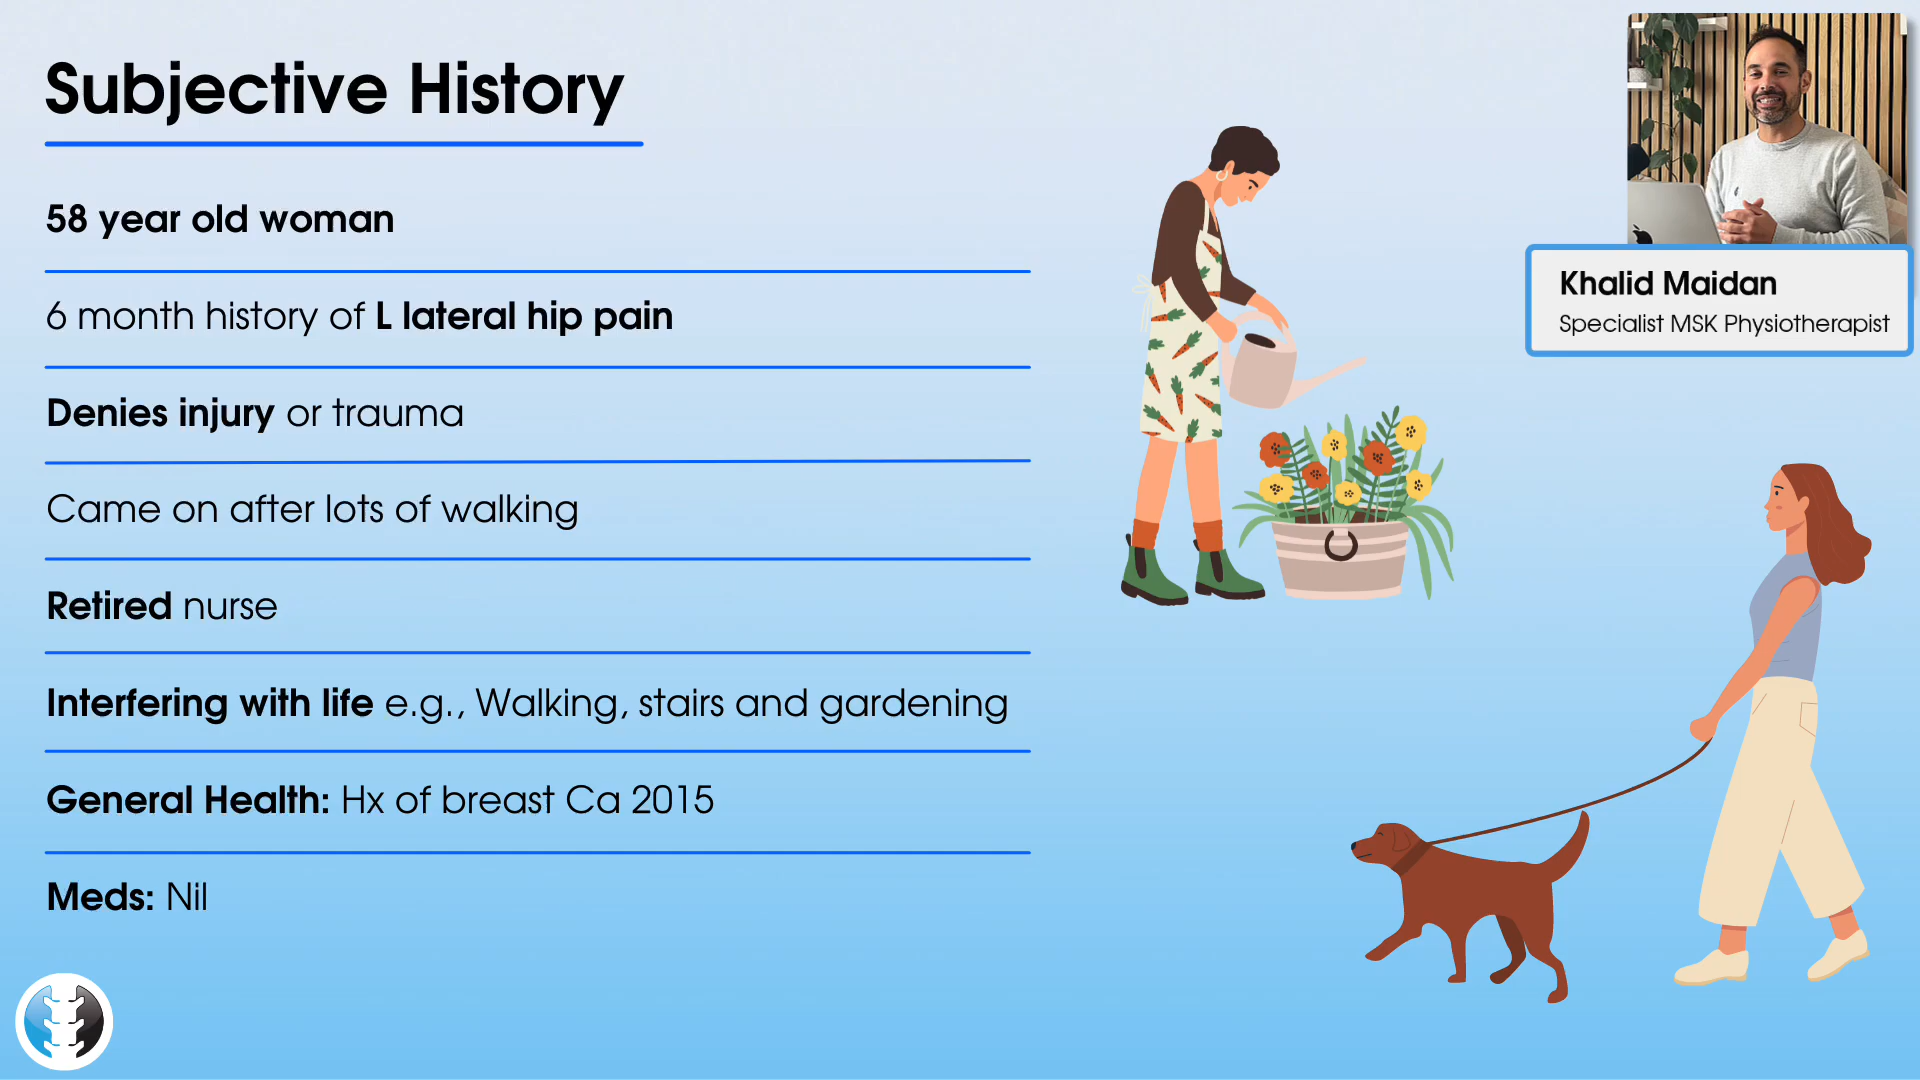 Subjective History
58 year old woman
6 month history of L lateral hip pain
Denies injury or trauma
Came on after lots of walking
Retired nurse
Interfering with life e.g., Walking, stairs and gardening
General Health: Hx of breast Ca 2015
Meds: Nil
Khalid Maidan
Specialist MSK Physiotherapist